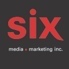 six
media + marketing inc.